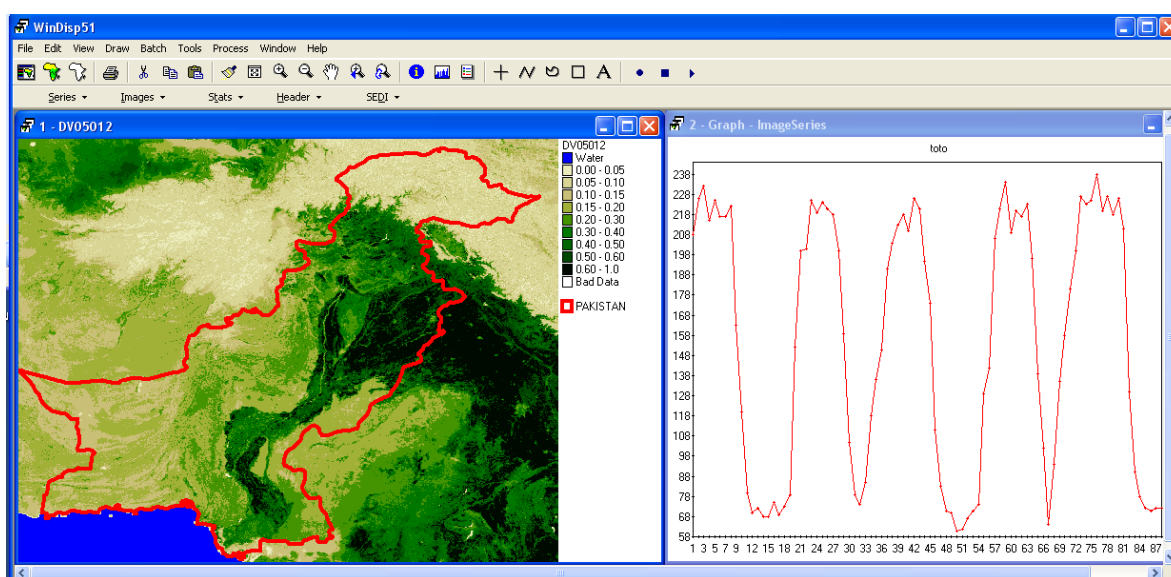 WinDisp51
File Edit View Draw Batch Tools Process Window Help
A
Series Images Stats Header SEDI
1 - DV05012
DV05012
Water
0.00 - 0.05
0.05 - 0.10
0.10 - 0.15
0.15 - 0.20
0.20 - 0.30
0.30 - 0.40
0.40 - 0.50
0.50 - 0.60
0.60 - 1.0
Bad Data
PAKISTAN
2 - Graph - ImageSeries
toto
238
228
218
208
198
188
178
168
158
148
138
128
118
108
98
88
78
68
58
1 3 5 7 9 12 15 18 21 24 27 30 33 36 39 42 45 48 51 54 57 60 63 66 69 72 75 78 81 84 87